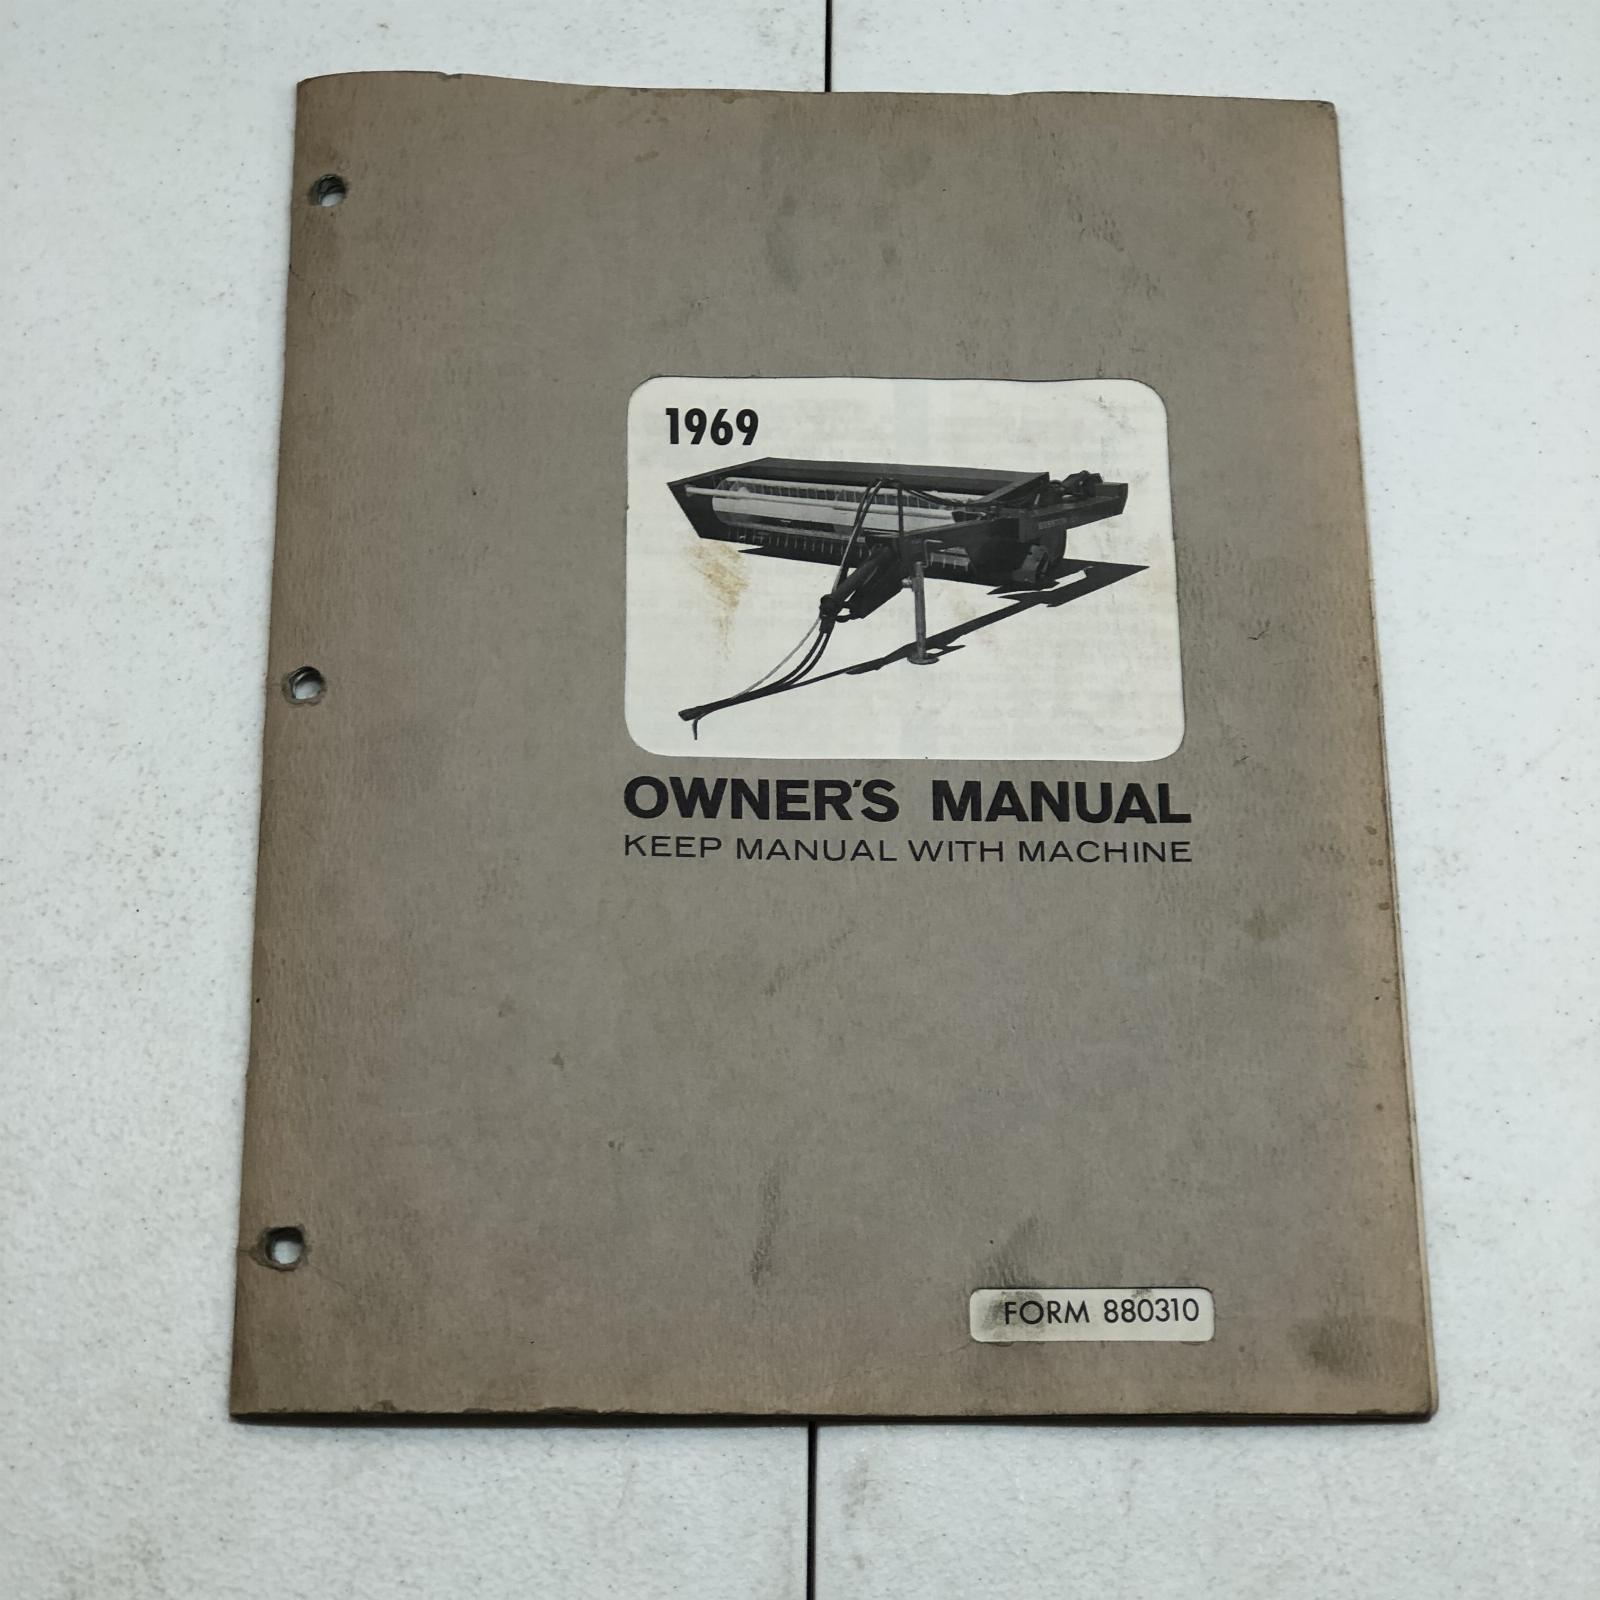 1969
OWNER'S MANUAL
KEEP MANUAL WITH MACHINE
FORM 880310